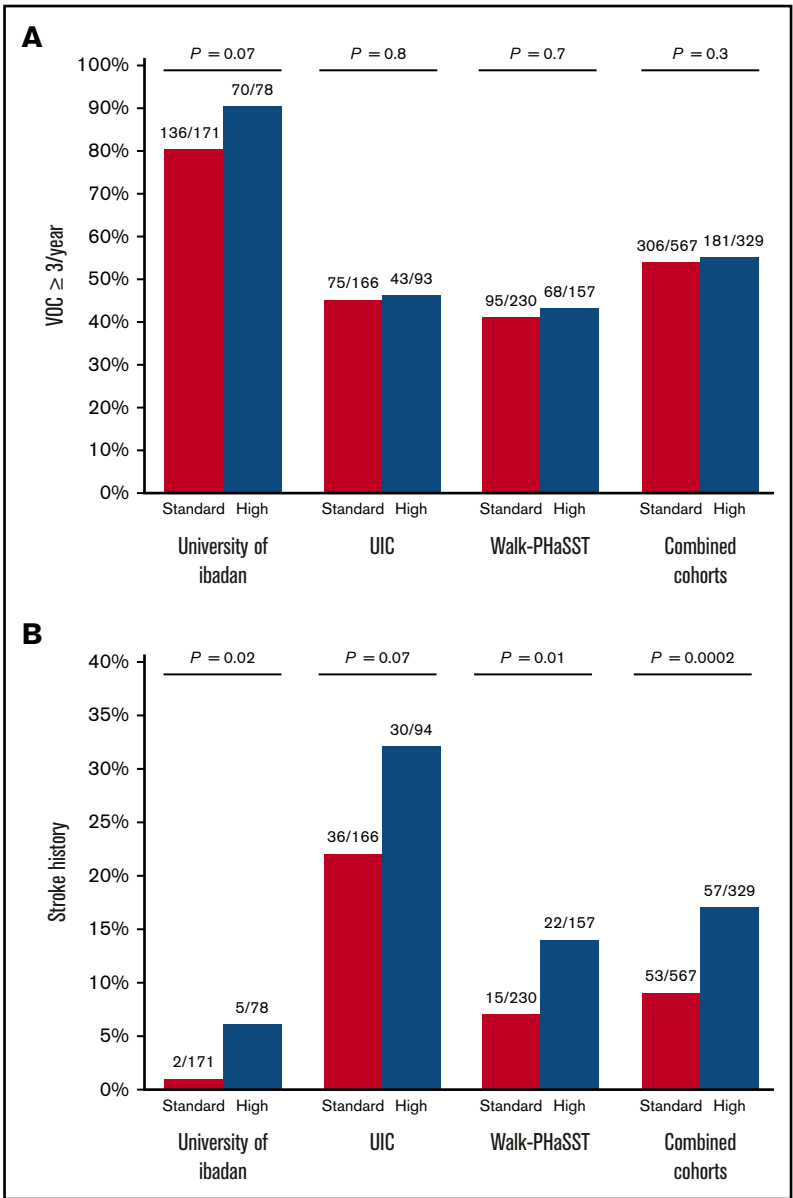 A
P = 0.07 P = 0.8 P = 0.7 P = 0.3
100%
90%
80%
70%
60%
50%
40%
30%
20%
10%
0%
VOC ≥ 3/year
136/171 70/78 75/166 43/93 95/230 68/157 306/567 181/329
Standard High Standard High Standard High Standard High
University of
ibadan
UIC
Walk-PHaSST
Combined
cohorts
B
P = 0.02 P = 0.07 P = 0.01 P = 0.0002
40%
35%
30%
25%
20%
15%
10%
5%
0%
Stroke history
2/171 5/78 36/166 30/94 15/230 22/157 53/567 57/329
Standard High Standard High Standard High Standard High
University of
ibadan
UIC
Walk-PHaSST
Combined
cohorts